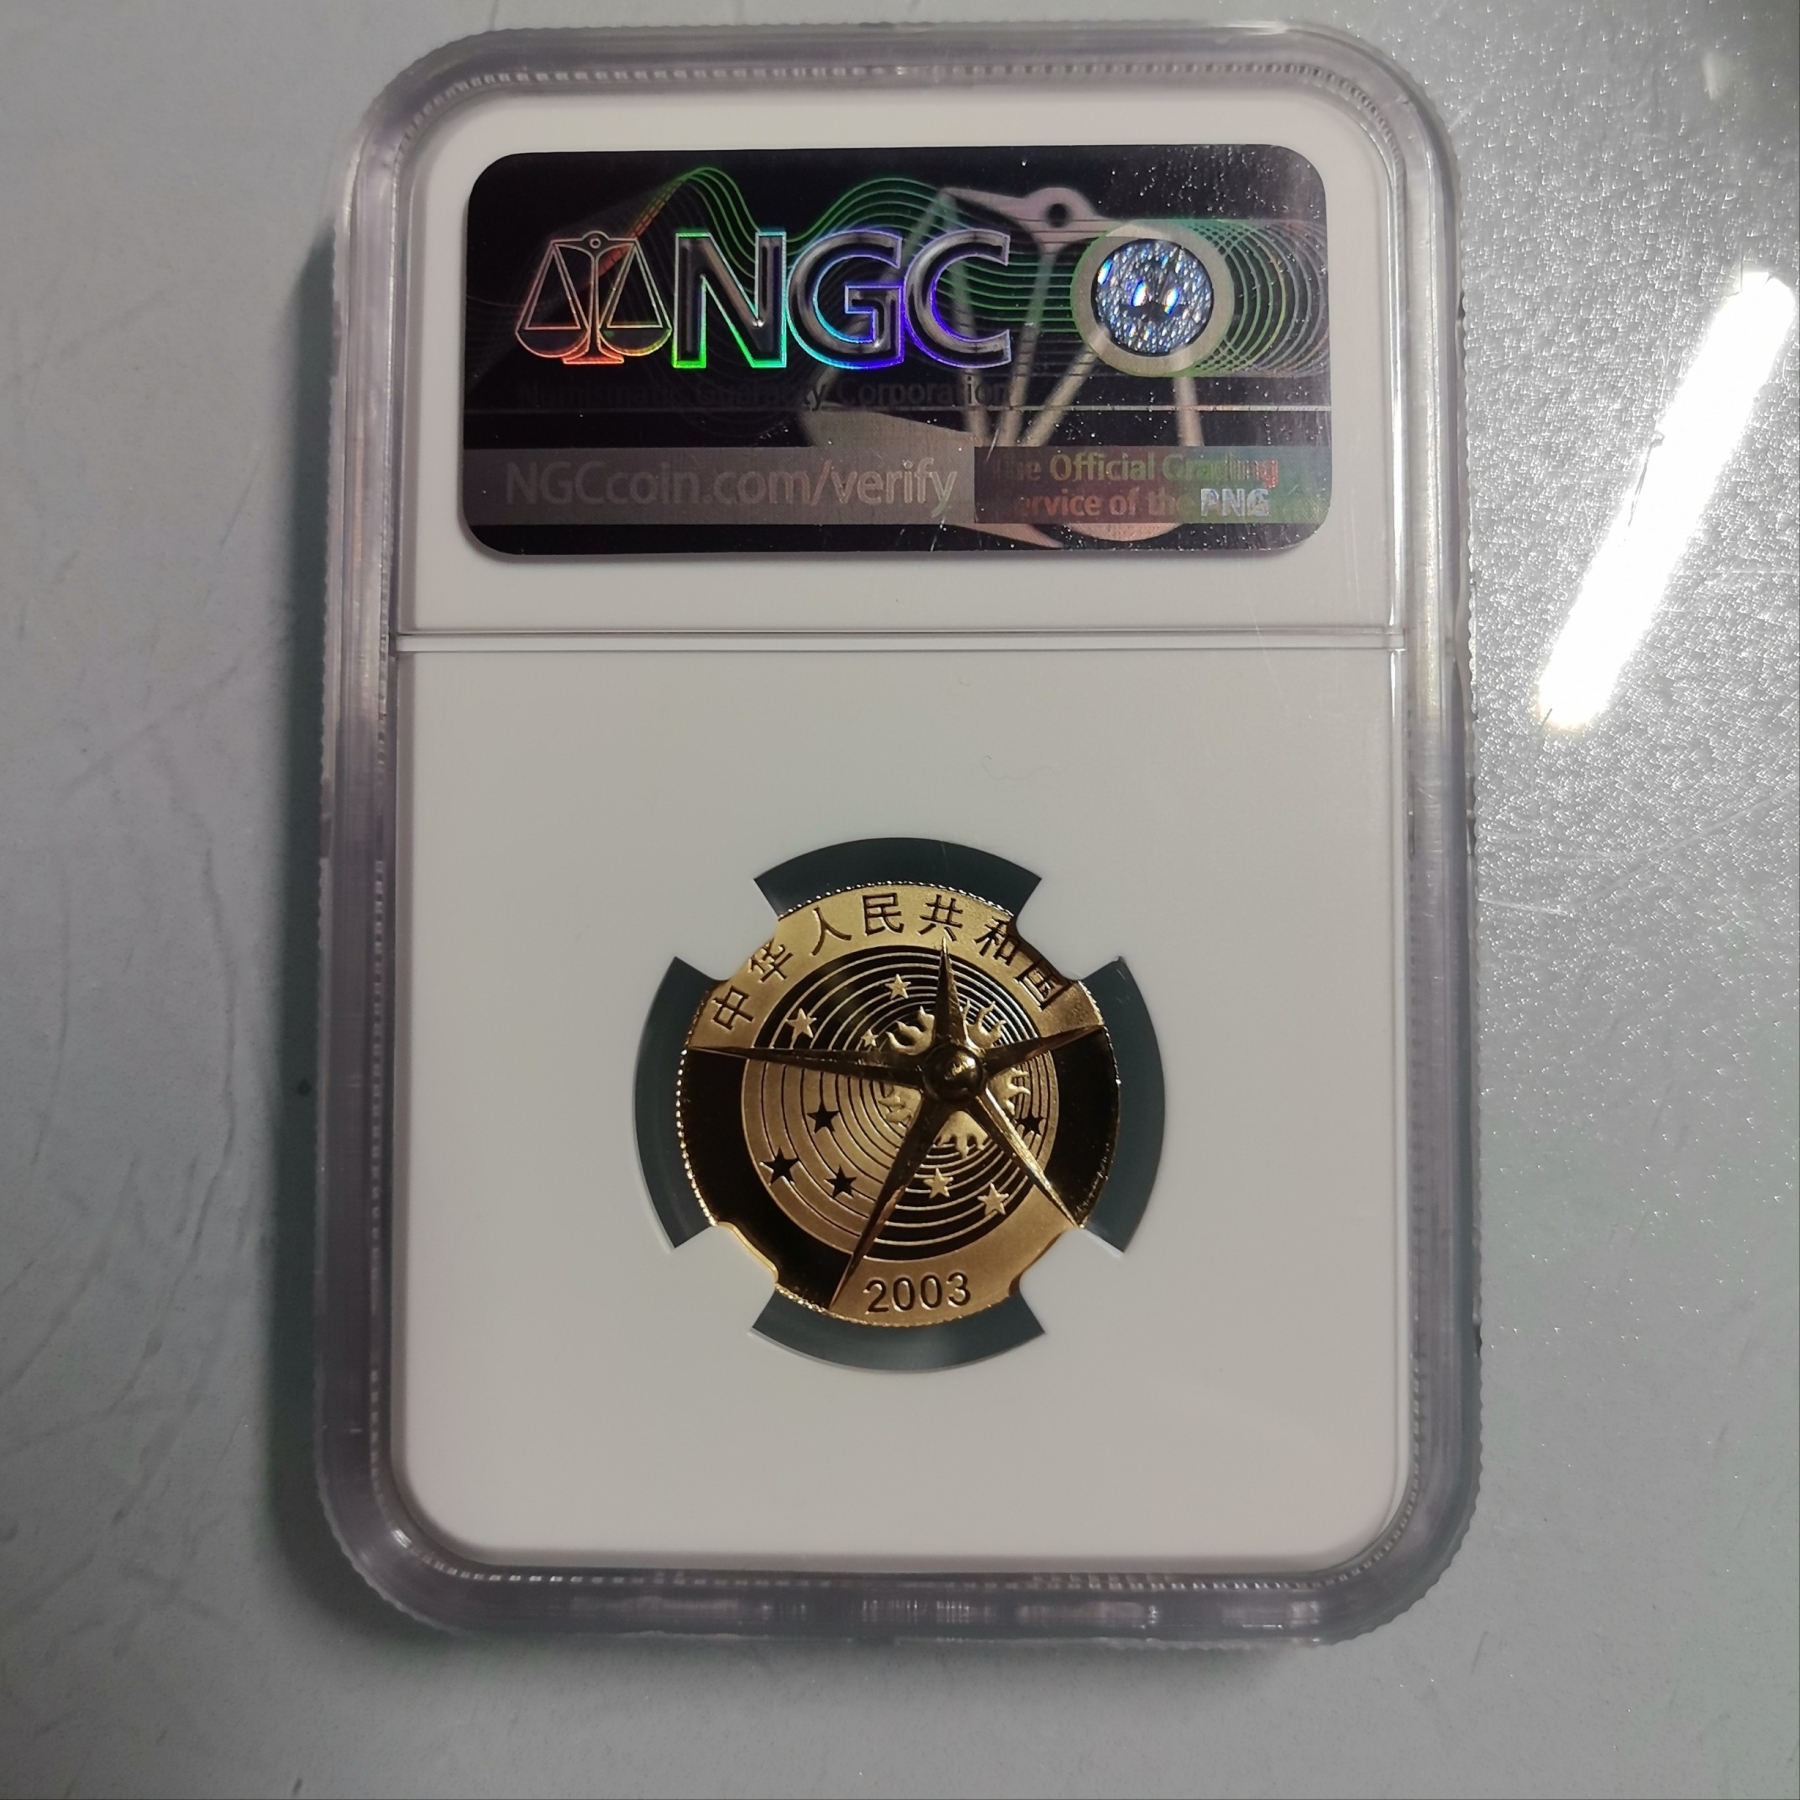 NGC
Numismatic Guaranty Corporation
NGCcoin.com/verify
The Official Grading
Service of the PNG
中华人民共和国
2003